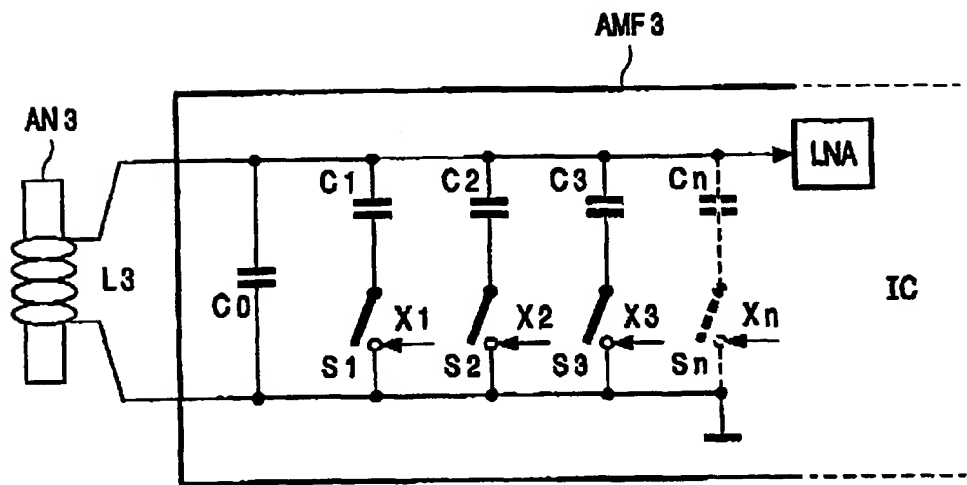 AMF3
AN3
LNA
C1 C2 C3 Cn
L3
C0
IC
X1 X2 X3 Xn
S1 S2 S3 Sn